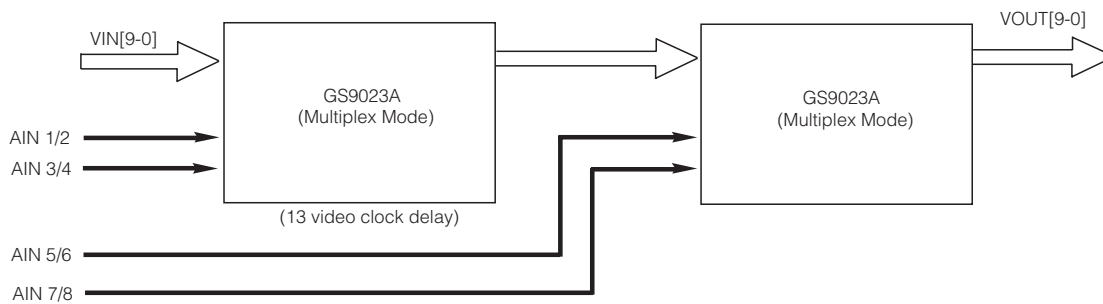 VIN[9-0]
VOUT[9-0]
GS9023A
(Multiplex Mode)
GS9023A
(Multiplex Mode)
AIN 1/2
AIN 3/4
(13 video clock delay)
AIN 5/6
AIN 7/8